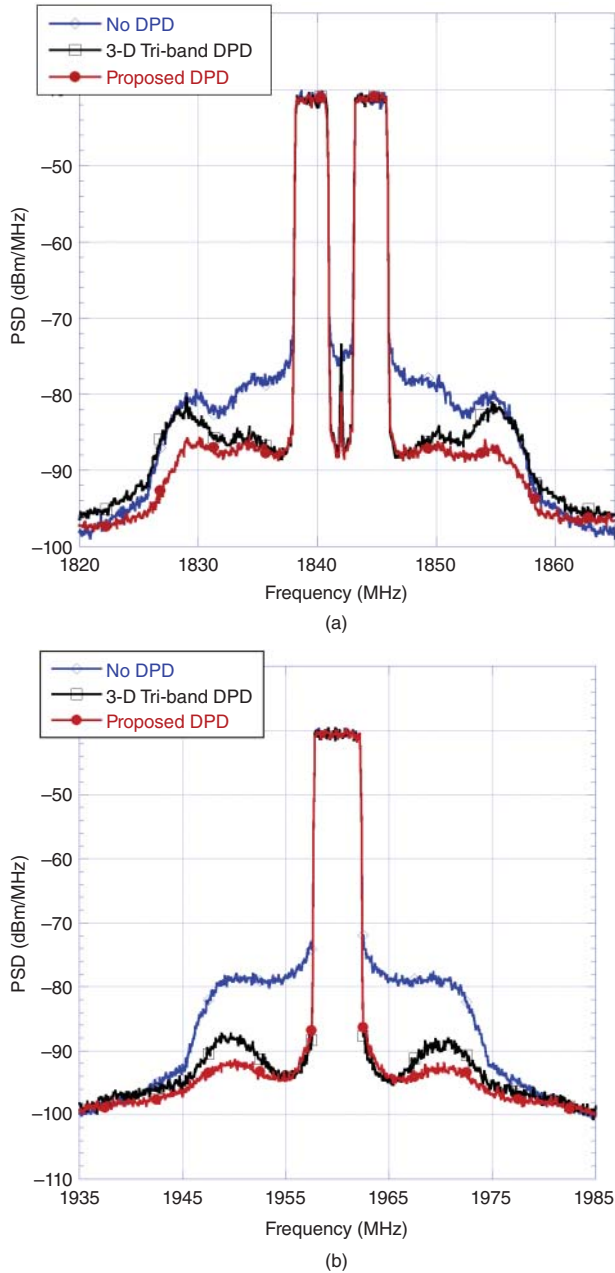 No DPD
3-D Tri-band DPD
Proposed DPD
–50
–60
–70
–80
–90
–100
PSD (dBm/MHz)
1820 1830 1840 1850 1860
Frequency (MHz)
(a)
No DPD
3-D Tri-band DPD
Proposed DPD
–50
–60
–70
–80
–90
–100
–110
PSD (dBm/MHz)
1935 1945 1955 1965 1975 1985
Frequency (MHz)
(b)